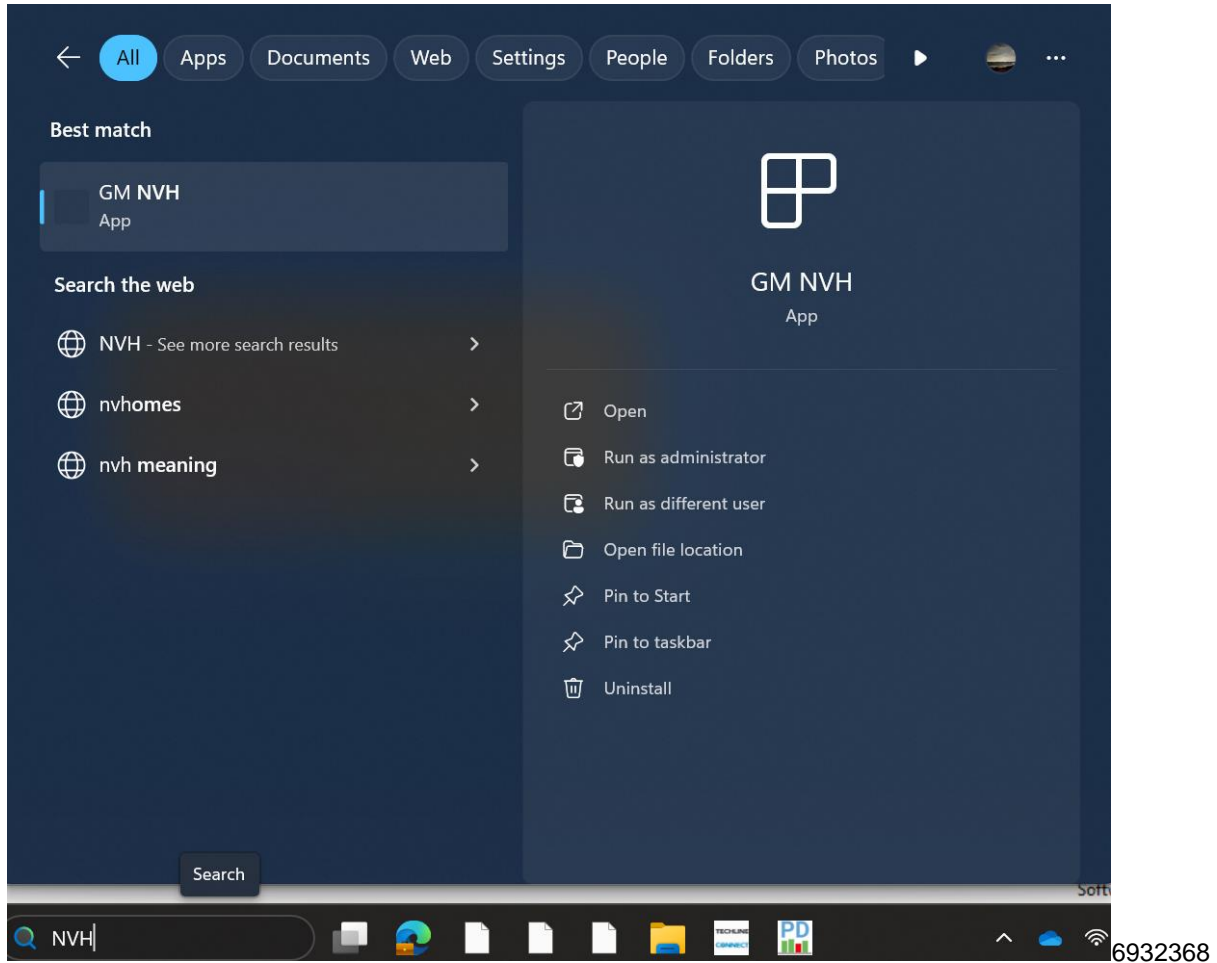 All Apps Documents Web Settings People Folders Photos
Best match
GM NVH
App
Search the web
NVH - See more search results
nvhomes
nvh meaning
GM NVH
App
Open
Run as administrator
Run as different user
Open file location
Pin to Start
Pin to taskbar
Uninstall
Search
Soft
NVH
TECHLINE
CONNECT
PD
6932368